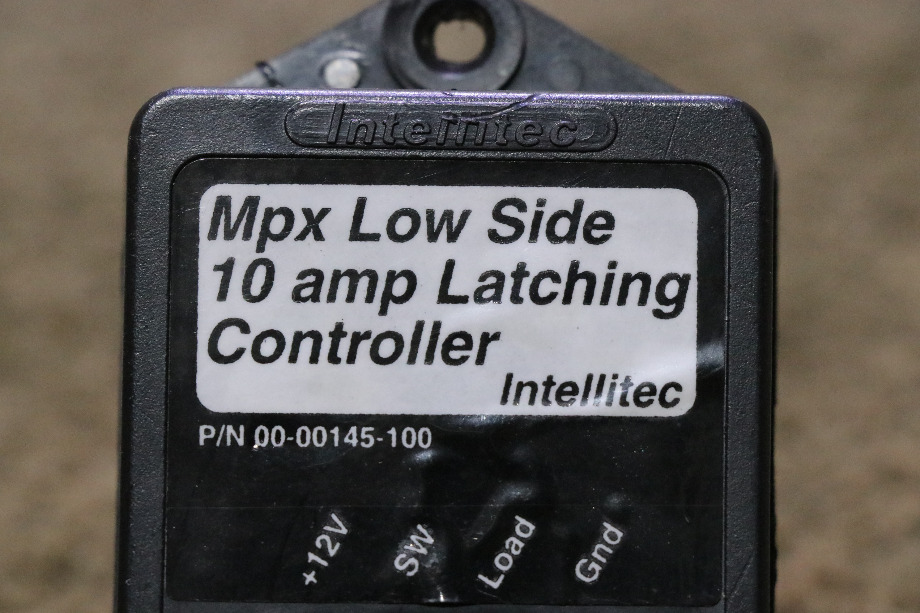 Intellitec
Mpx Low Side
10 amp Latching
Controller
Intellitec
P/N 00-00145-100
+12V SW Load Gnd